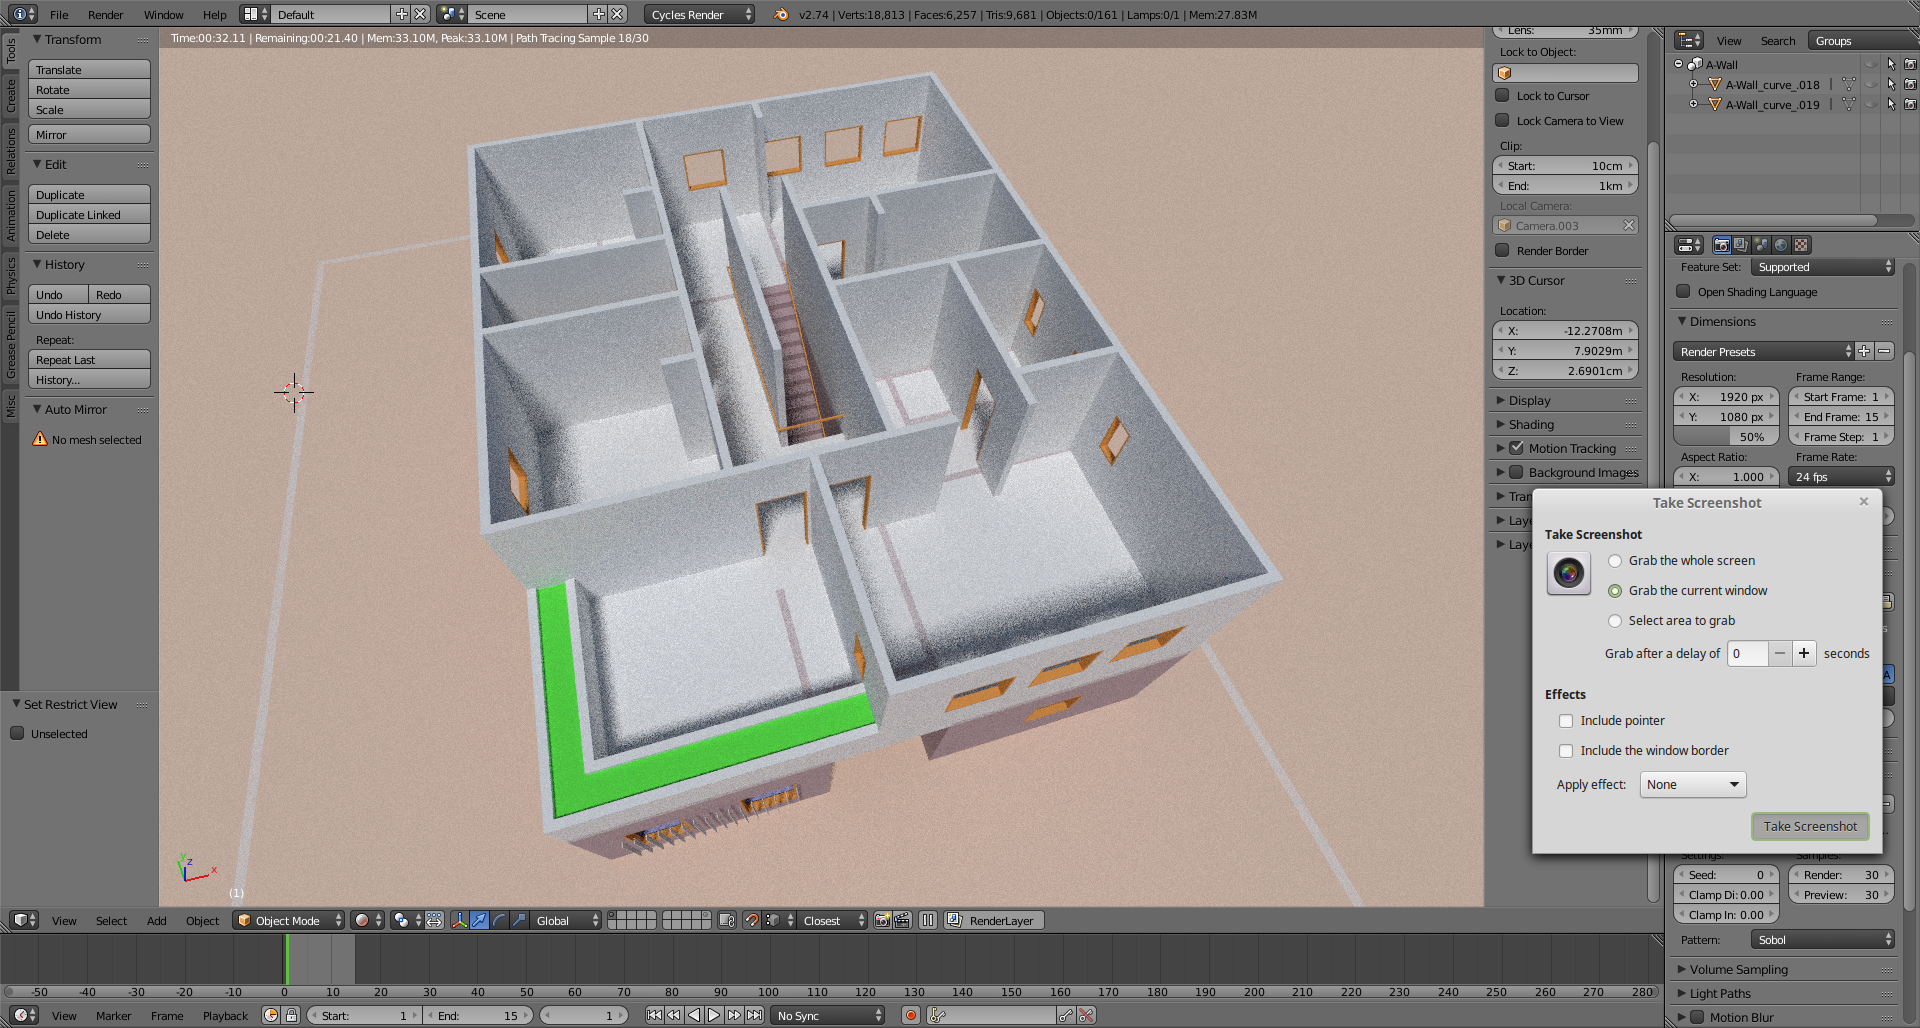 File Render Window Help Default Scene Cycles Render v2.74 | Verts:18,813 | Faces:6,257 | Tris:9,681 | Objects:0/161 | Lamps:0/1 | Mem:27.83M
Time:00:32.11 | Remaining:00:21.40 | Mem:33.10M, Peak:33.10M | Path Tracing Sample 18/30
Tools
Create
Relations
Animation
Physics
Grease Pencil
Misc
Transform
Translate
Rotate
Scale
Mirror
Edit
Duplicate
Duplicate Linked
Delete
History
Undo Redo
Undo History
Repeat:
Repeat Last
History...
Auto Mirror
No mesh selected
Set Restrict View
Unselected
y z x
(1)
Lens: 35mm
Lock to Object:
Lock to Cursor
Lock Camera to View
Clip:
Start: 10cm
End: 1km
Local Camera:
Camera.003
Render Border
3D Cursor
Location:
X: -12.2708m
Y: 7.9029m
Z: 2.6901cm
Display
Shading
Motion Tracking
Background Images
Tran
Laye
Laye
View Search Groups
A-Wall
A-Wall_curve_.018
A-Wall_curve_.019
Feature Set: Supported
Open Shading Language
Dimensions
Render Presets
Resolution: Frame Range:
X: 1920 px Start Frame: 1
Y: 1080 px End Frame: 15
50% Frame Step: 1
Aspect Ratio: Frame Rate:
X: 1.000 24 fps
Take Screenshot
Take Screenshot
Grab the whole screen
Grab the current window
Select area to grab
Grab after a delay of 0 seconds
Effects
Include pointer
Include the window border
Apply effect: None
Take Screenshot
Settings: Samples:
Seed: 0 Render: 30
Clamp Di: 0.00 Preview: 30
Clamp In: 0.00
Pattern: Sobol
Volume Sampling
Light Paths
Motion Blur
View Select Add Object Object Mode Global Closest RenderLayer
-50 -40 -30 -20 -10 0 10 20 30 40 50 60 70 80 90 100 110 120 130 140 150 160 170 180 190 200 210 220 230 240 250 260 270 280
View Marker Frame Playback Start: 1 End: 15 1 No Sync